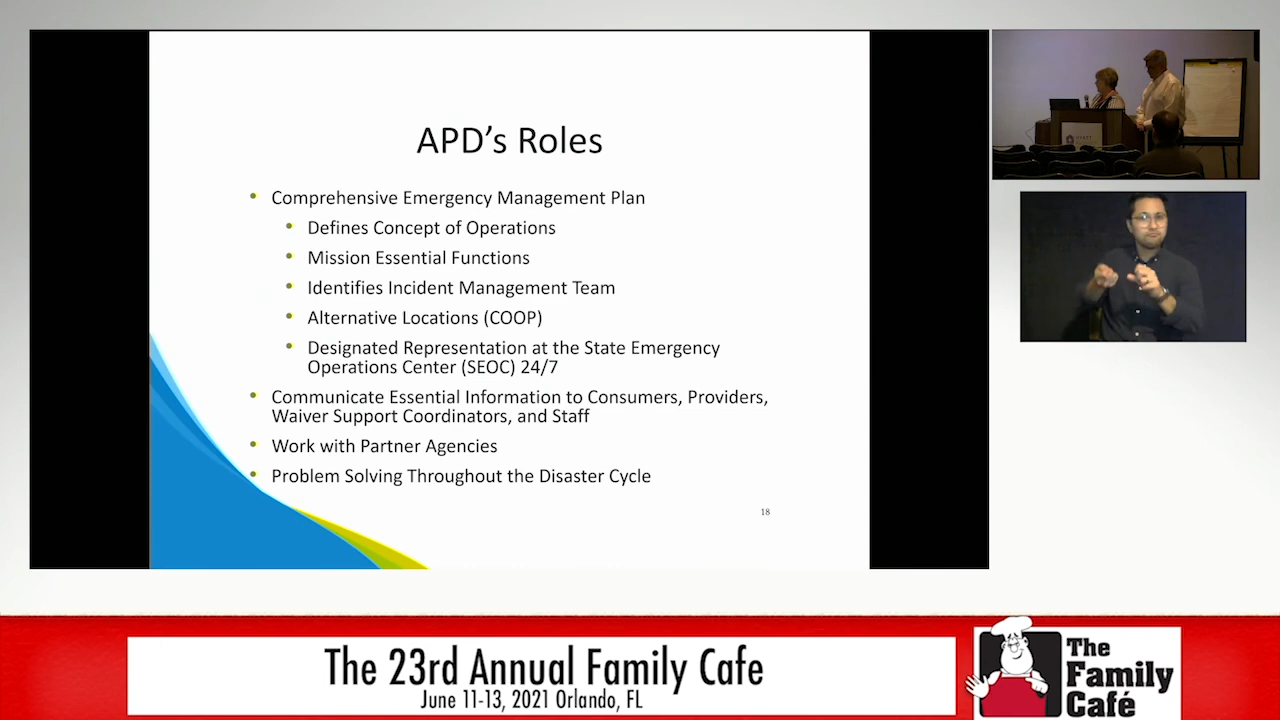 APD's Roles
Comprehensive Emergency Management Plan
Defines Concept of Operations
Mission Essential Functions
Identifies Incident Management Team
Alternative Locations (COOP)
Designated Representation at the State Emergency
Operations Center (SEOC) 24/7
Communicate Essential Information to Consumers, Providers,
Waiver Support Coordinators, and Staff
Work with Partner Agencies
Problem Solving Throughout the Disaster Cycle
18
The 23rd Annual Family Cafe
June 11-13, 2021 Orlando, FL
The
Family
Café